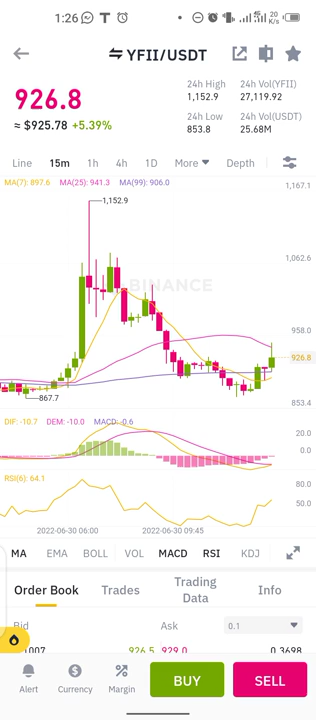 1:26 T 20 K/s
YFII/USDT
926.8
≈ $925.78 +5.39%
24h High 24h Vol(YFII)
1,152.9 27,119.92
24h Low 24h Vol(USDT)
853.8 25.68M
Line 15m 1h 4h 1D More Depth
MA(7): 897.6 MA(25): 941.3 MA(99): 906.0
1,167.1
1,152.9
1,062.6
BINANCE
958.0
926.8
867.7
853.4
DIF: -10.7 DEM: -10.0 MACD: -0.6
20.0
0.0
RSI(6): 64.1
80.0
50.0
2022-06-30 06:00 2022-06-30 09:45
MA EMA BOLL VOL MACD RSI KDJ
Order Book Trades Trading Data Info
Bid Ask 0.1
926.5 929.0 0.3698
Alert Currency Margin BUY SELL